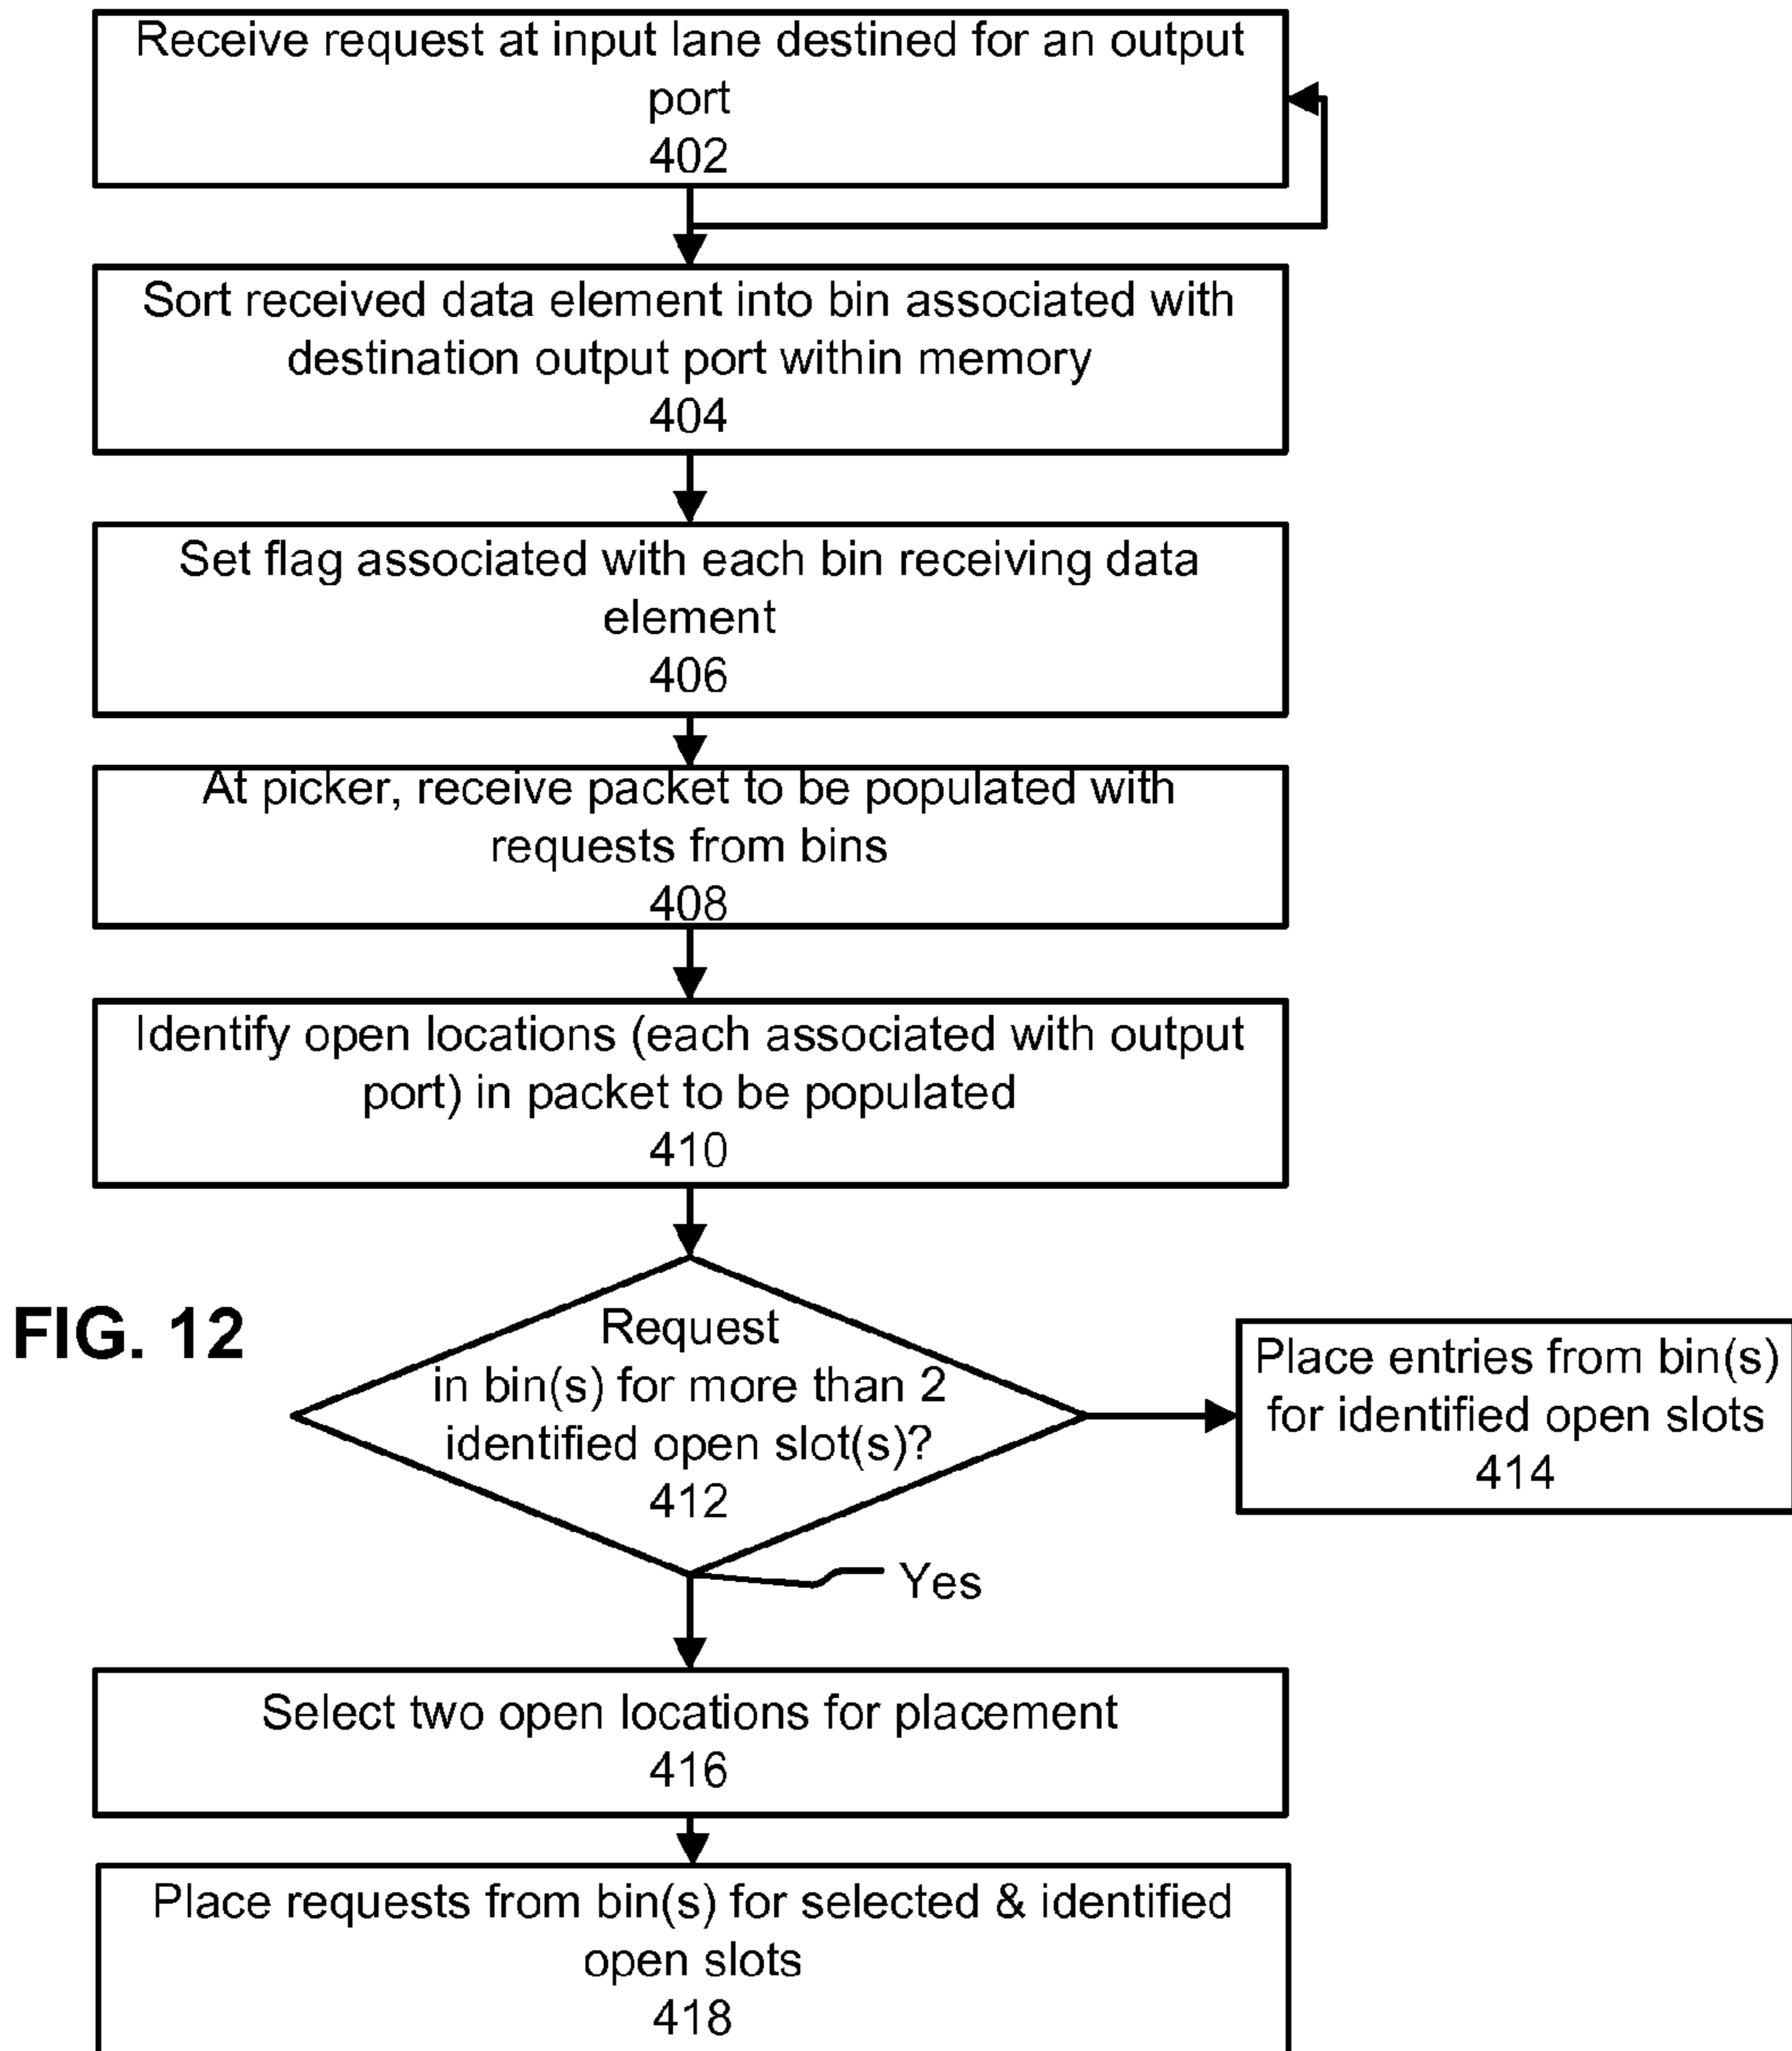 Receive request at input lane destined for an output
port
402
Sort received data element into bin associated with
destination output port within memory
404
Set flag associated with each bin receiving data
element
406
At picker, receive packet to be populated with
requests from bins
408
Identify open locations (each associated with output
port) in packet to be populated
410
FIG. 12
Request
in bin(s) for more than 2
identified open slot(s)?
412
Place entries from bin(s)
for identified open slots
414
Yes
Select two open locations for placement
416
Place requests from bin(s) for selected & identified
open slots
418